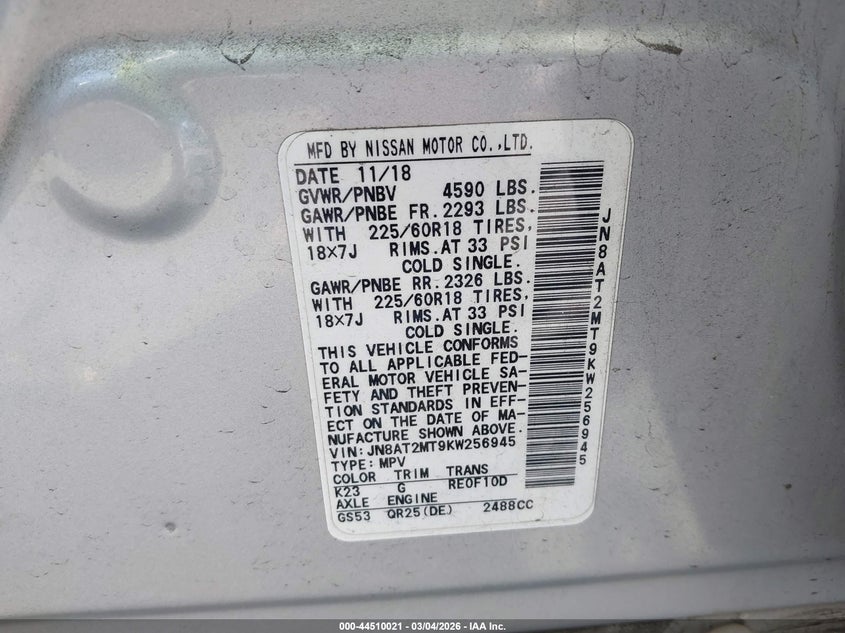 MFD BY NISSAN MOTOR CO.,LTD.
DATE 11/18
GVWR/PNBV 4590 LBS.
GAWR/PNBE FR. 2293 LBS.
WITH 225/60R18 TIRES,
18×7J RIMS. AT 33 PSI
COLD SINGLE.
GAWR/PNBE RR. 2326 LBS.
WITH 225/60R18 TIRES,
18×7J RIMS. AT 33 PSI
COLD SINGLE.
THIS VEHICLE CONFORMS
TO ALL APPLICABLE FED-
ERAL MOTOR VEHICLE SA-
FETY AND THEFT PREVEN-
TION STANDARDS IN EFF-
ECT ON THE DATE OF MA-
NUFACTURE SHOWN ABOVE.
VIN:JN8AT2MT9KW256945
TYPE: MPV
COLOR TRIM TRANS
K23 G RE0F10D
AXLE ENGINE
GS53 QR25(DE) 2488CC
JN8AT2MT9KW256945
000-44510021 - 03/04/2026 - IAA Inc.